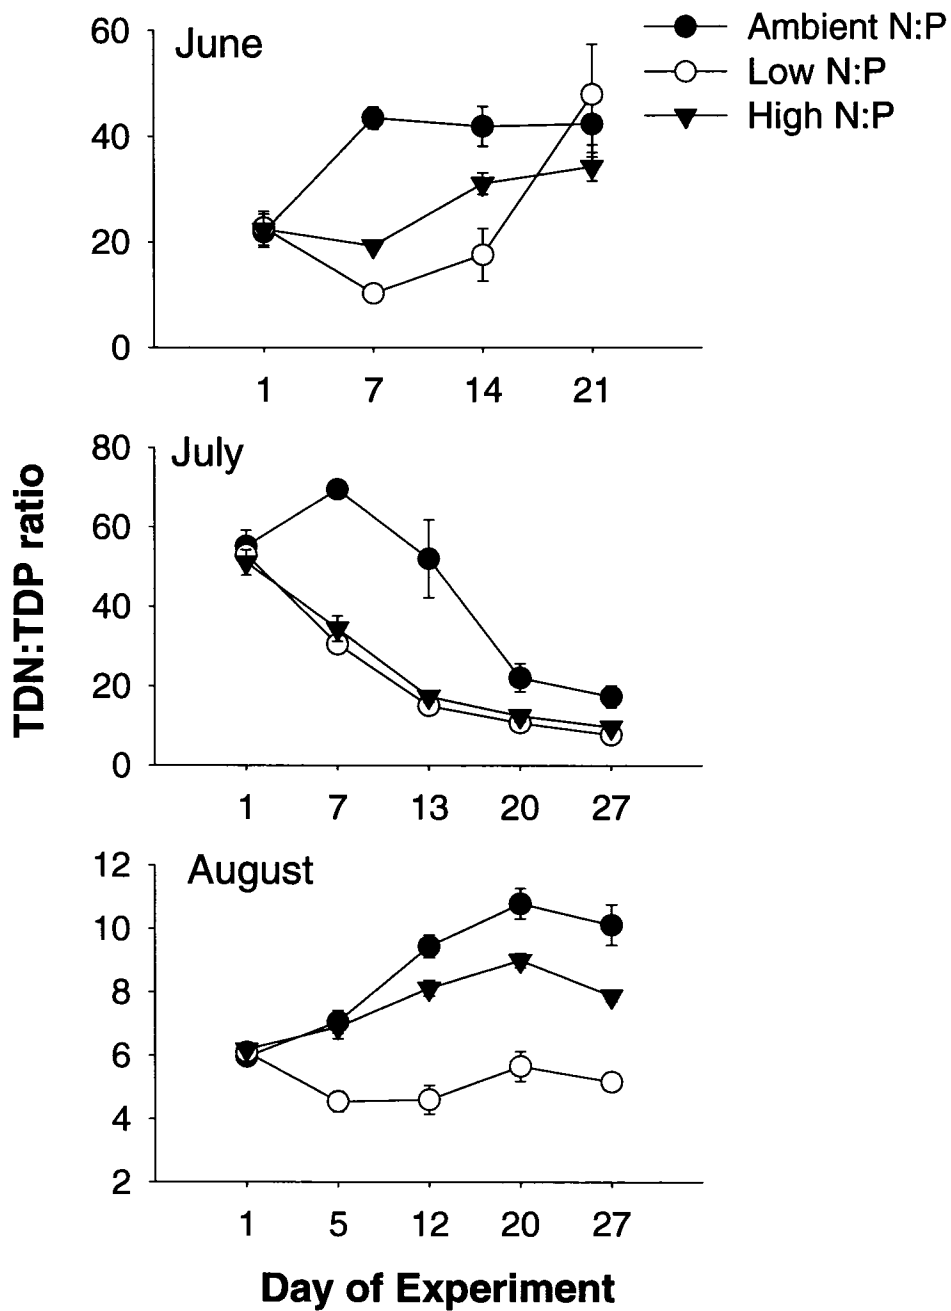 June
Ambient N:P
Low N:P
High N:P
60
40
20
0
1 7 14 21
July
80
60
40
20
0
1 7 13 20 27
TDN:TDP ratio
August
12
10
8
6
4
2
1 5 12 20 27
Day of Experiment